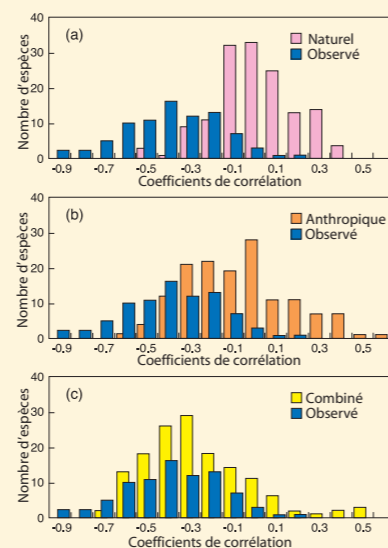 40
(a)
Naturel
Observé
30
20
10
0
Nombre d'espèces
-0.9 -0.7 -0.5 -0.3 -0.1 0.1 0.3 0.5
Coefficients de corrélation
40
(b)
Anthropique
Observé
30
20
10
0
Nombre d'espèces
-0.9 -0.7 -0.5 -0.3 -0.1 0.1 0.3 0.5
Coefficients de corrélation
40
(c)
Combiné
Observé
30
20
10
0
Nombre d'espèces
-0.9 -0.7 -0.5 -0.3 -0.1 0.1 0.3 0.5
Coefficients de corrélation